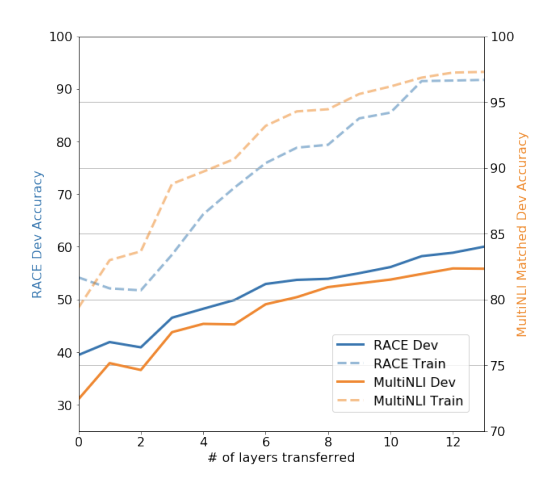 100
90
80
70
60
50
40
30
RACE Dev Accuracy
100
95
90
85
80
75
70
MultiNLI Matched Dev Accuracy
RACE Dev
RACE Train
MultiNLI Dev
MultiNLI Train
0 2 4 6 8 10 12
# of layers transferred